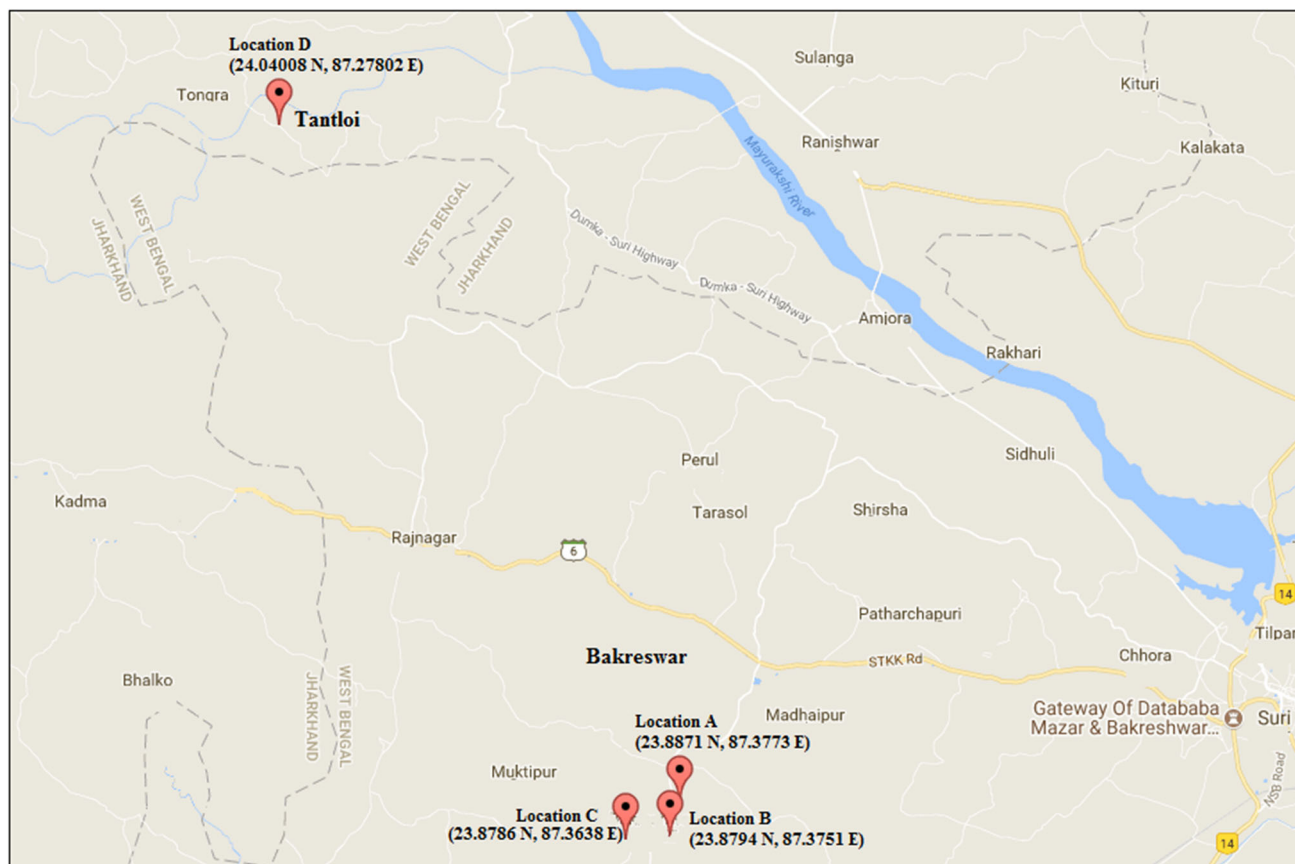 Location D
(24.04008 N, 87.27802 E)
Tongra
Tantloi
Sulanga
Kituri
Ranishwar
Kalakata
Mayurakshi River
WEST BENGAL
JHARKHAND
WEST BENGAL
JHARKHAND
Dumka - Suri Highway
Dumka - Suri Highway
Amjora
Rakhari
Perul
Sidhuli
Kadma
Tarasol
Shirsha
Rajnagar
6
14
Patharchapuri
Tilpar
Bakreswar
STKK Rd
Chhora
Bhalko
JHARKHAND
WEST BENGAL
Location A
(23.8871 N, 87.3773 E)
Madhaipur
Gateway Of Datababa
Mazar & Bakreshwar...
Suri
Muktipur
NSB Road
Location C
(23.8786 N, 87.3638 E)
Location B
(23.8794 N, 87.3751 E)
14